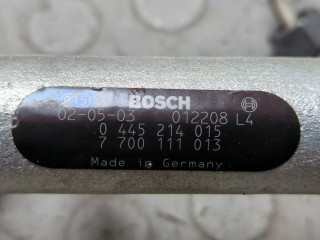 BOSCH
02-05-03 012208 L4
0 445 214 015
7 700 111 013
Made in Germany